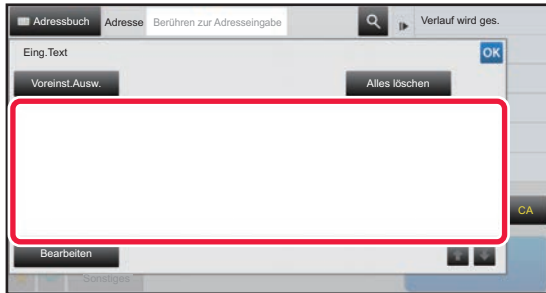 Adressbuch Adresse Berühren zur Adresseingabe Verlauf wird ges.
Eing.Text OK
Voreinst.Ausw. Alles löschen
CA
Bearbeiten
Sonstiges